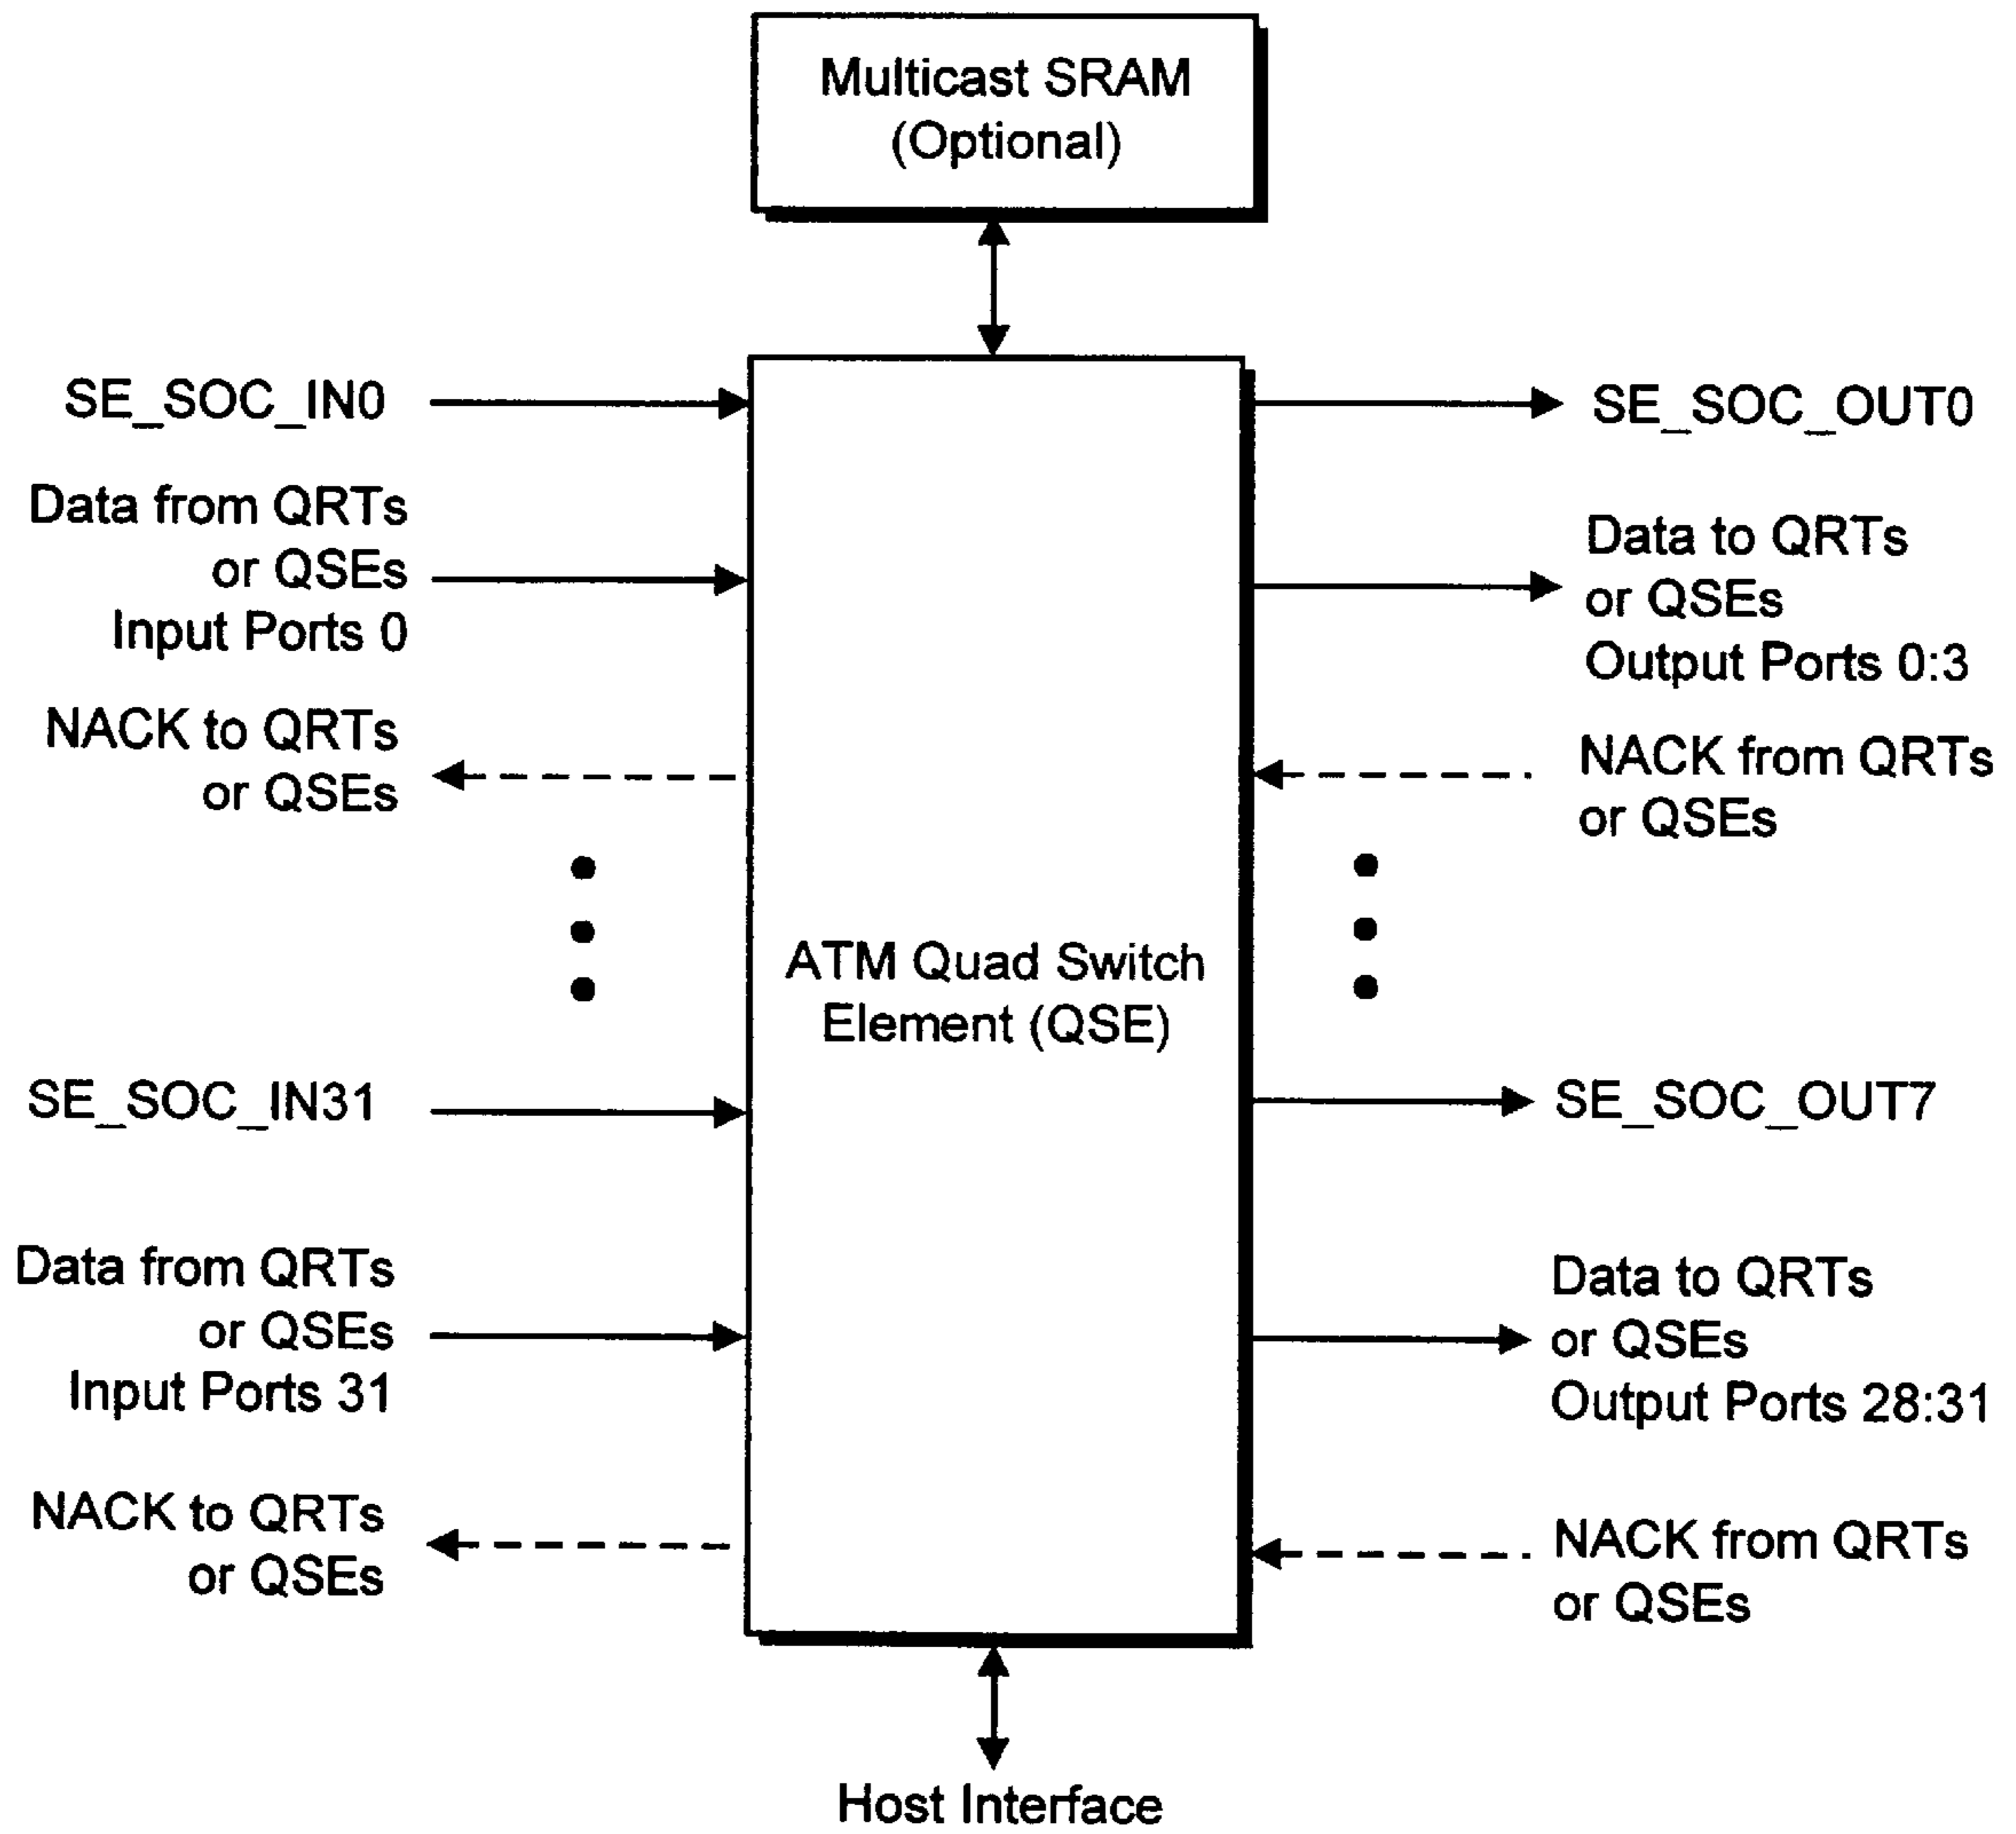 Multicast SRAM
(Optional)
SE_SOC_IN0
SE_SOC_OUT0
Data from QRTs
or QSEs
Input Ports 0
Data to QRTs
or QSEs
Output Ports 0:3
NACK to QRTs
or QSEs
NACK from QRTs
or QSEs
ATM Quad Switch
Element (QSE)
SE_SOC_IN31
SE_SOC_OUT7
Data from QRTs
or QSEs
Input Ports 31
Data to QRTs
or QSEs
Output Ports 28:31
NACK to QRTs
or QSEs
NACK from QRTs
or QSEs
Host Interface